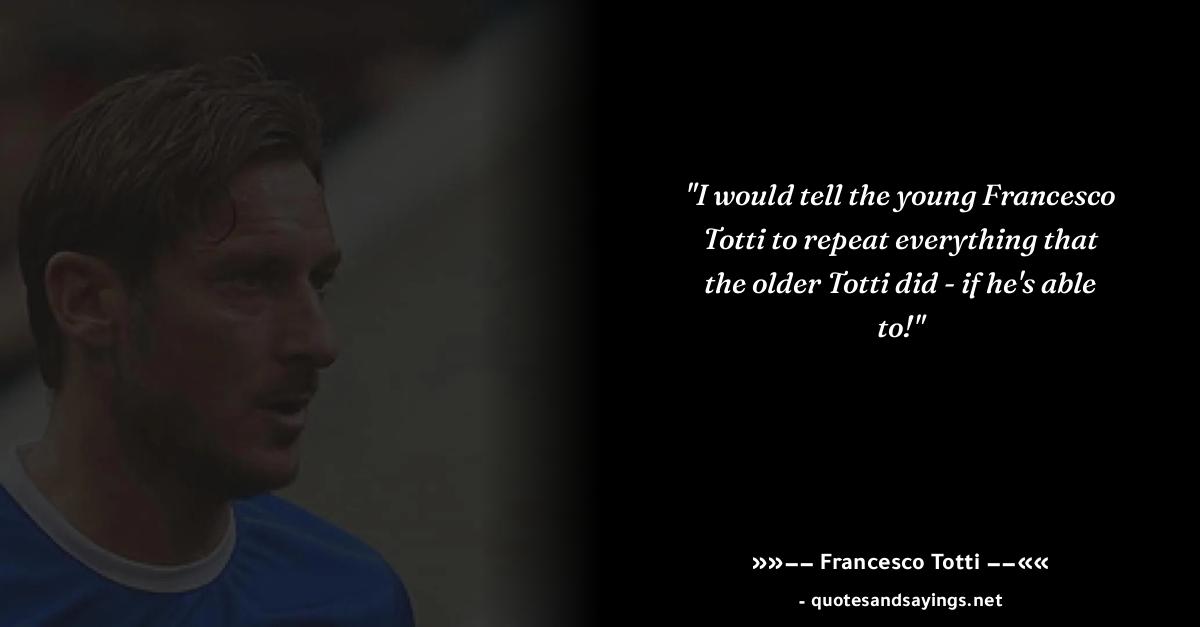 "I would tell the young Francesco
Totti to repeat everything that
the older Totti did - if he's able
to!"
»»-- Francesco Totti --««
- quotesandsayings.net